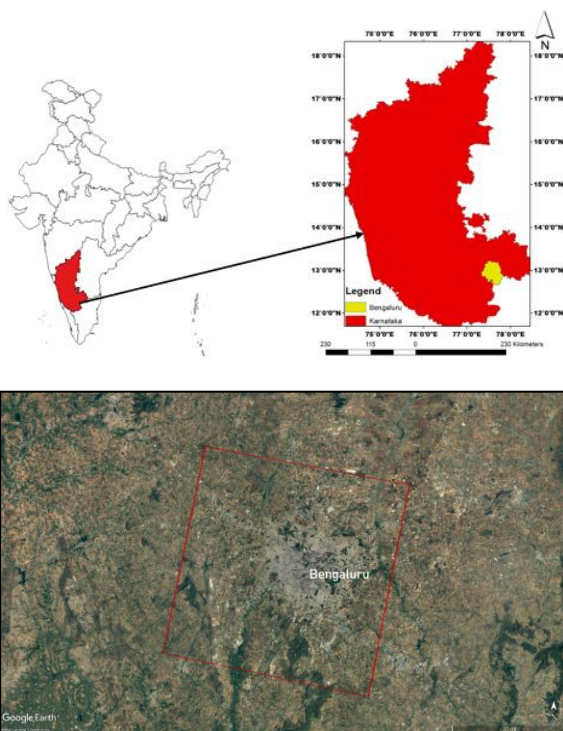 N
75°0'0"E 76°0'0"E 77°0'0"E 78°0'0"E
18°0'0"N 18°0'0"N
17°0'0"N 17°0'0"N
16°0'0"N 16°0'0"N
15°0'0"N 15°0'0"N
14°0'0"N 14°0'0"N
13°0'0"N 13°0'0"N
12°0'0"N 12°0'0"N
Legend
Bengaluru
Karnataka
75°0'0"E 76°0'0"E 77°0'0"E 78°0'0"E
230 115 0 230 Kilometers
Bengaluru
Google Earth